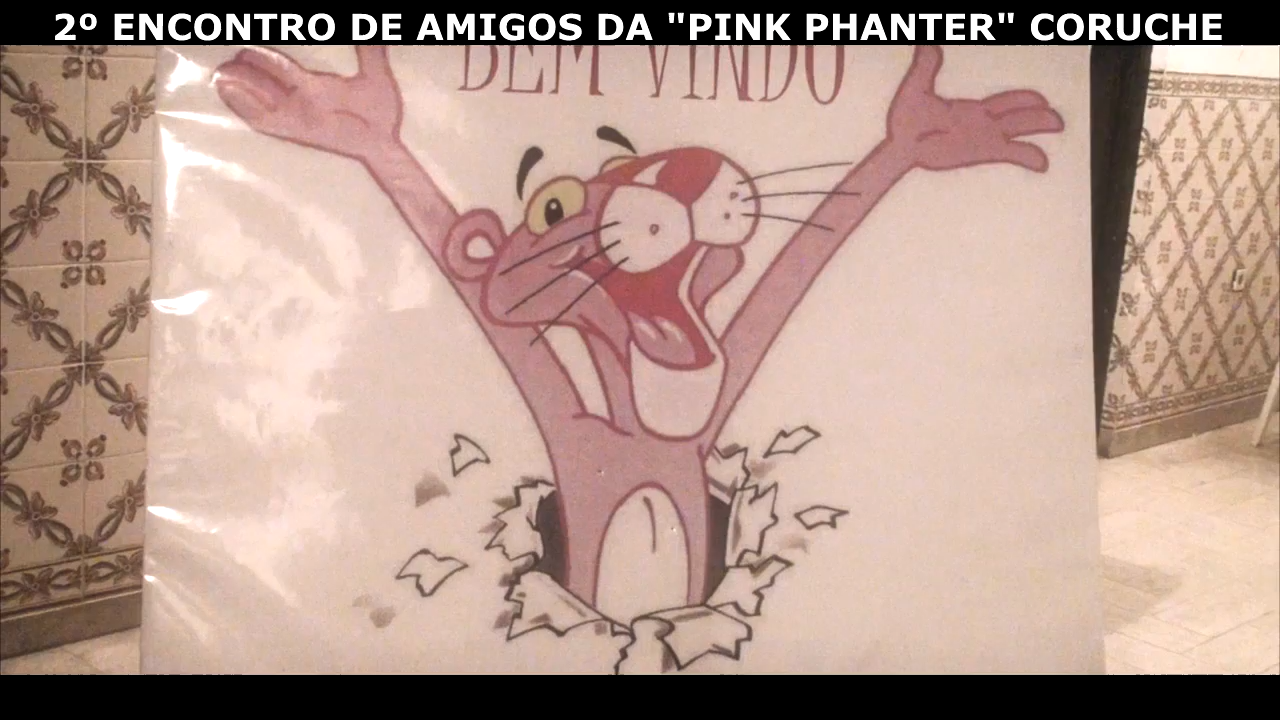 2º ENCONTRO DE AMIGOS DA "PINK PHANTER" CORUCHE
BEM VINDO